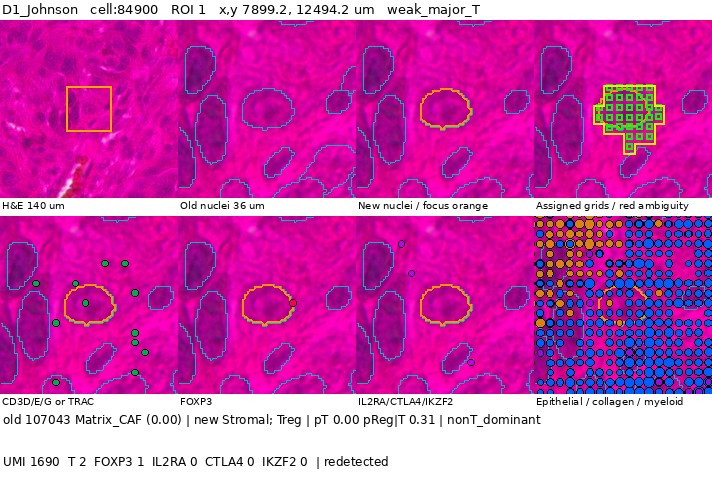 D1_Johnson cell:84900 ROI 1 x,y 7899.2, 12494.2 um weak_major_T
H&E 140 um
Old nuclei 36 um
New nuclei / focus orange
Assigned grids / red ambiguity
CD3D/E/G or TRAC
FOXP3
IL2RA/CTLA4/IKZF2
Epithelial / collagen / myeloid
old 107043 Matrix_CAF (0.00) | new Stromal; Treg | pT 0.00 pReg|T 0.31 | nonT_dominant
UMI 1690 T 2 FOXP3 1 IL2RA 0 CTLA4 0 IKZF2 0 | redetected